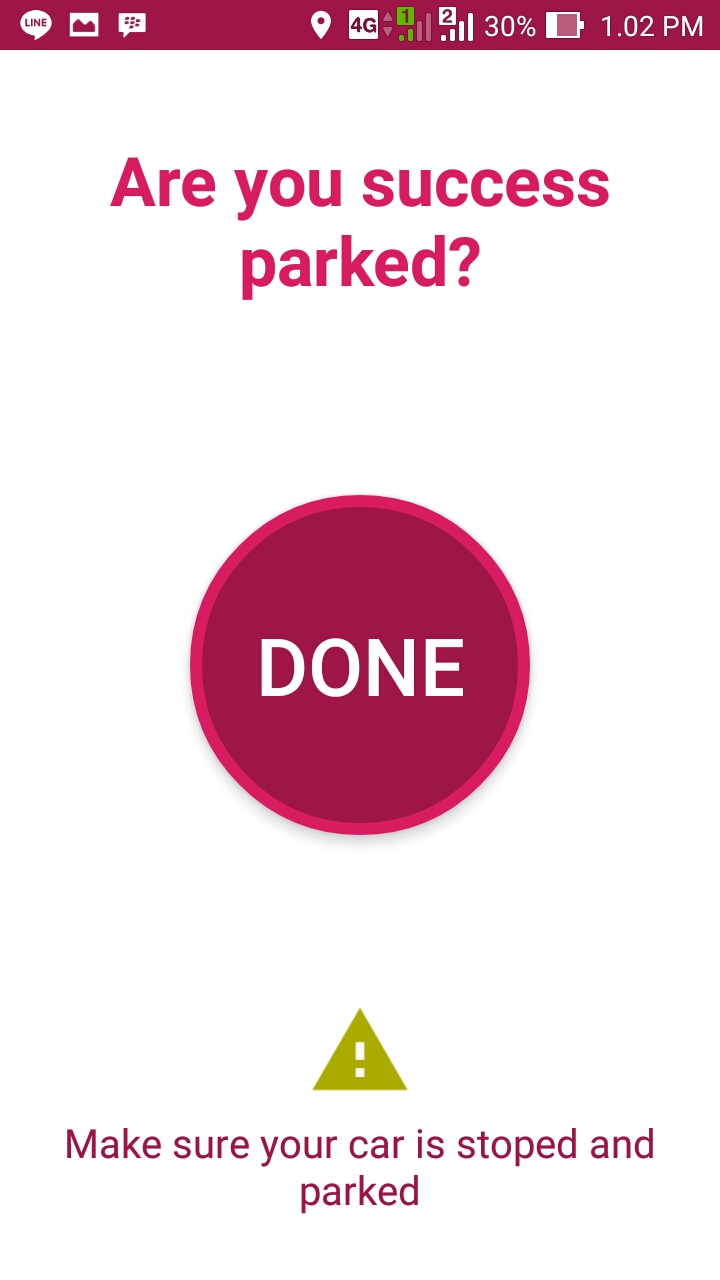 LINE 4G 1 2 30% 1.02 PM
Are you success
parked?
DONE
Make sure your car is stoped and
parked